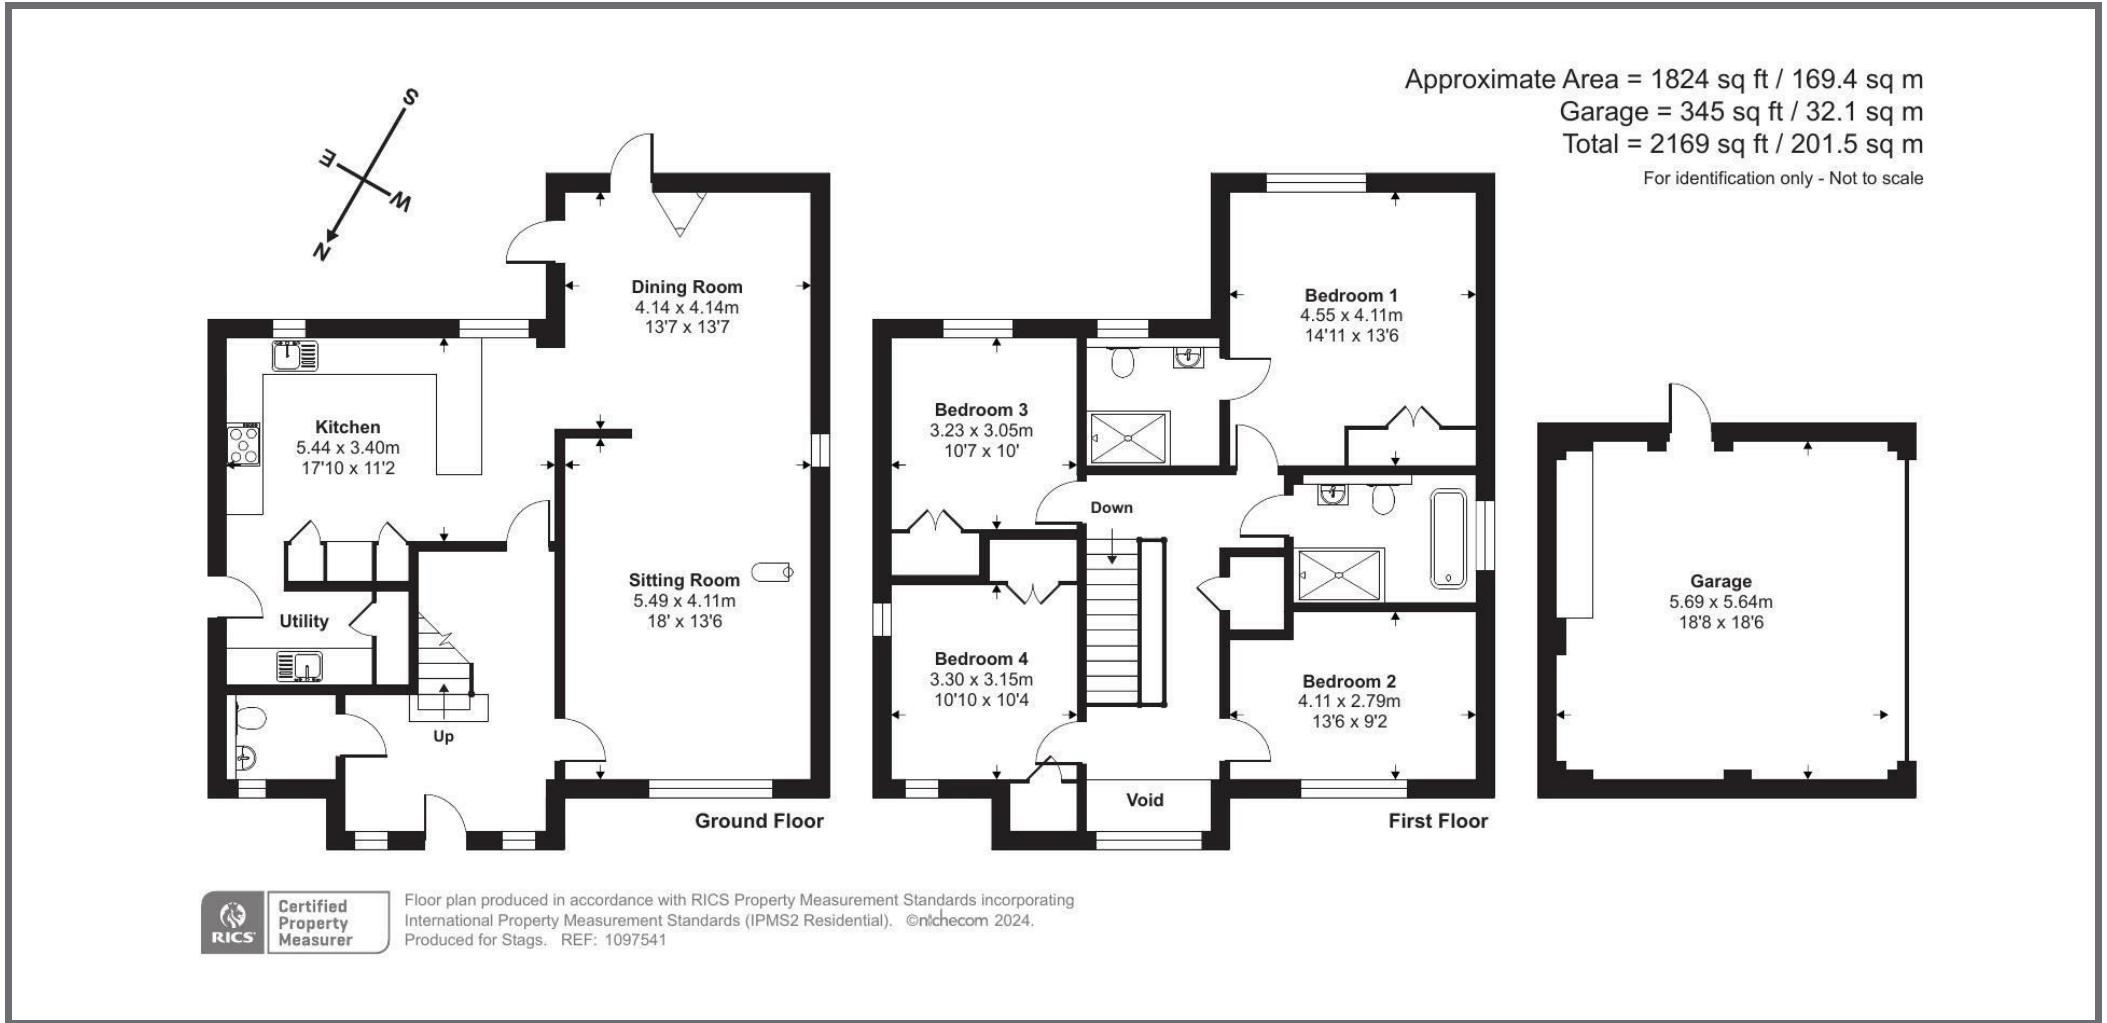 Approximate Area = 1824 sq ft / 169.4 sq m
Garage = 345 sq ft / 32.1 sq m
Total = 2169 sq ft / 201.5 sq m
For identification only - Not to scale
S
E
W
N
Dining Room
4.14 x 4.14m
13'7 x 13'7
Kitchen
5.44 x 3.40m
17'10 x 11'2
Sitting Room
5.49 x 4.11m
18' x 13'6
Utility
Up
Ground Floor
Bedroom 1
4.55 x 4.11m
14'11 x 13'6
Bedroom 3
3.23 x 3.05m
10'7 x 10'
Down
Bedroom 4
3.30 x 3.15m
10'10 x 10'4
Bedroom 2
4.11 x 2.79m
13'6 x 9'2
Void
First Floor
Garage
5.69 x 5.64m
18'8 x 18'6
RICS
Certified
Property
Measurer
Floor plan produced in accordance with RICS Property Measurement Standards incorporating
International Property Measurement Standards (IPMS2 Residential). ©nichecom 2024.
Produced for Stags. REF: 1097541